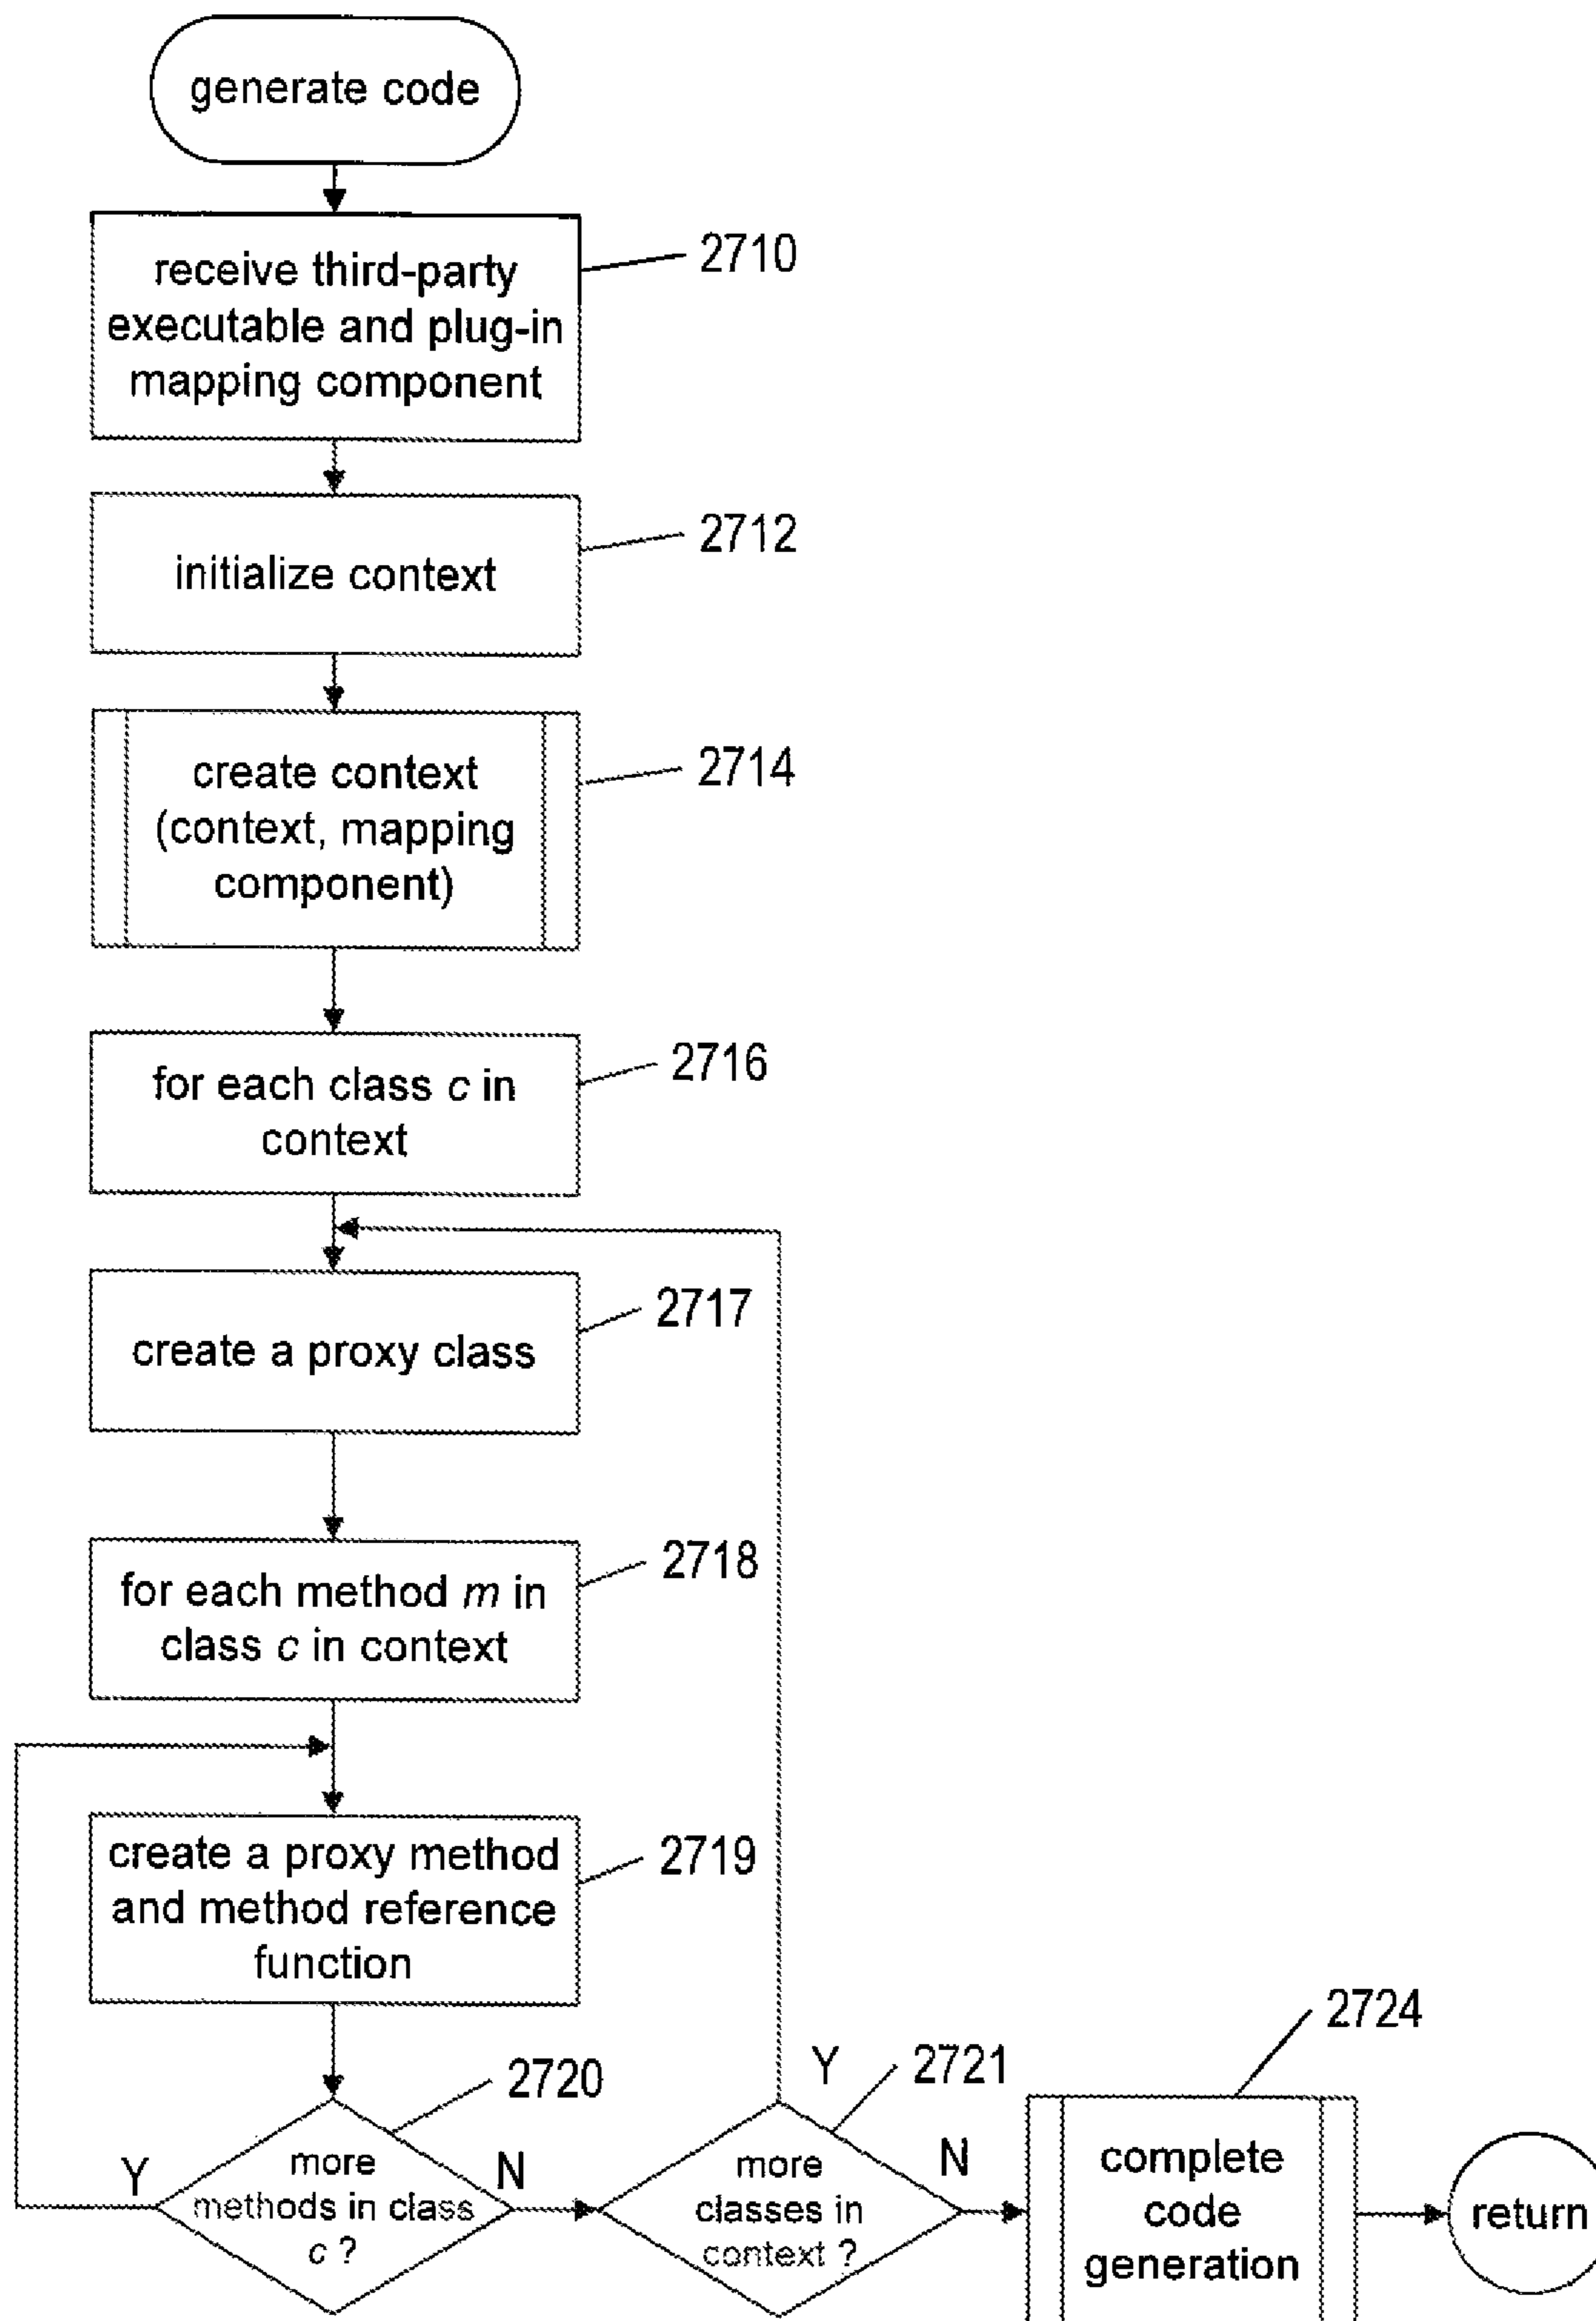 generate code
receive third-party
executable and plug-in
mapping component
2710
initialize context
2712
create context
(context, mapping
component)
2714
for each class c in
context
2716
create a proxy class
2717
for each method m in
class c in context
2718
create a proxy method
and method reference
function
2719
more
methods in class
c ?
2720
Y
N
more
classes in
context ?
2721
Y
N
complete
code
generation
2724
return